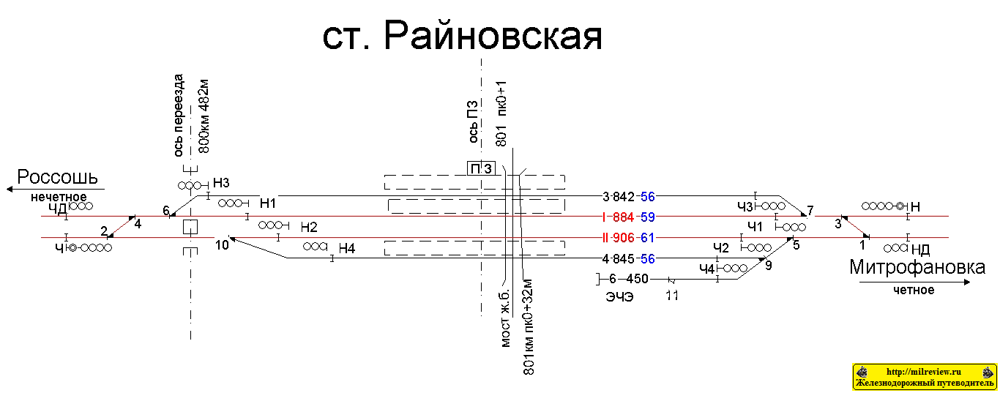 ст. Райновская
ось переезда
800км 482м
ось ПЗ
801 пк0+1
ПЗ
Россошь
нечетное
ЧД
Н3
Н1
6
4
3 842 56
Ч3
7
Н
I 884 59
3
2
Н2
Ч1
Ч
10
Н4
II 906 61
Ч2
5
1
НД
4 845 56
Ч4
9
Митрофановка
четное
6 450
ЭЧЭ
11
мост ж.б.
801км пк0+32м
http://milreview.ru
Железнодорожный путеводитель